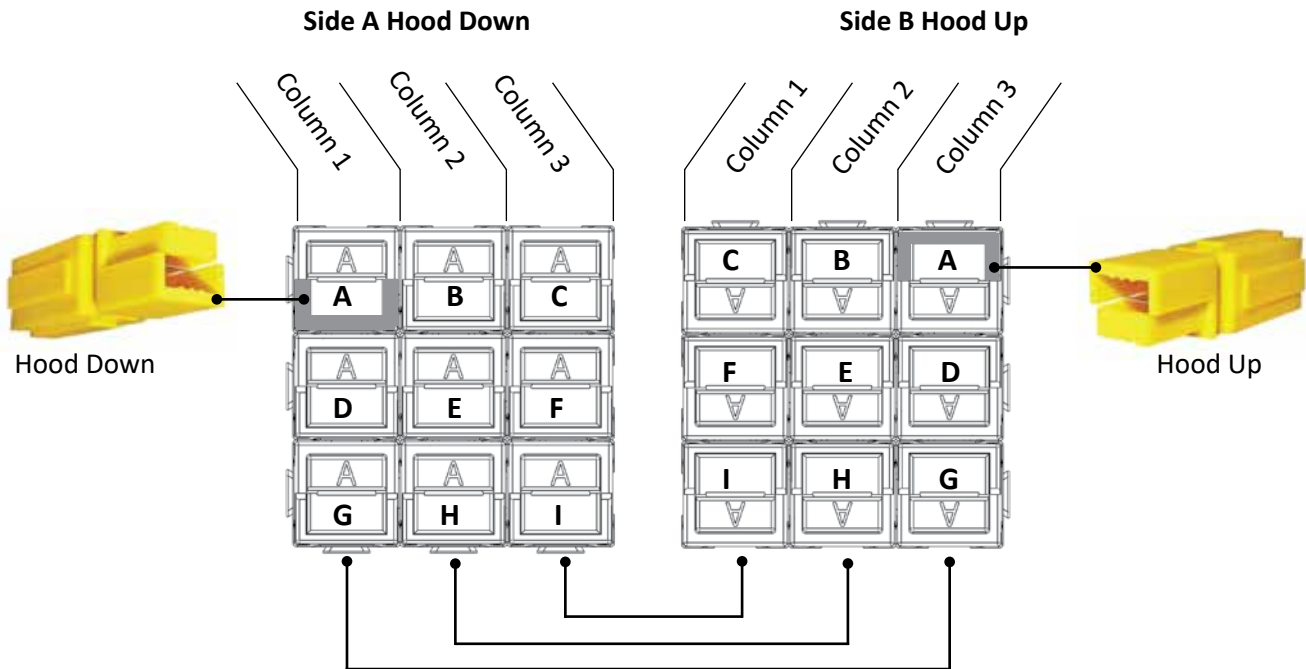 Side A Hood Down
Side B Hood Up
Column 1
Column 2
Column 3
Column 1
Column 2
Column 3
A A A
A B C
C B A
A A A
Hood Down
Hood Up
A A A
D E F
F E D
A A A
A A A
G H I
I H G
A A A